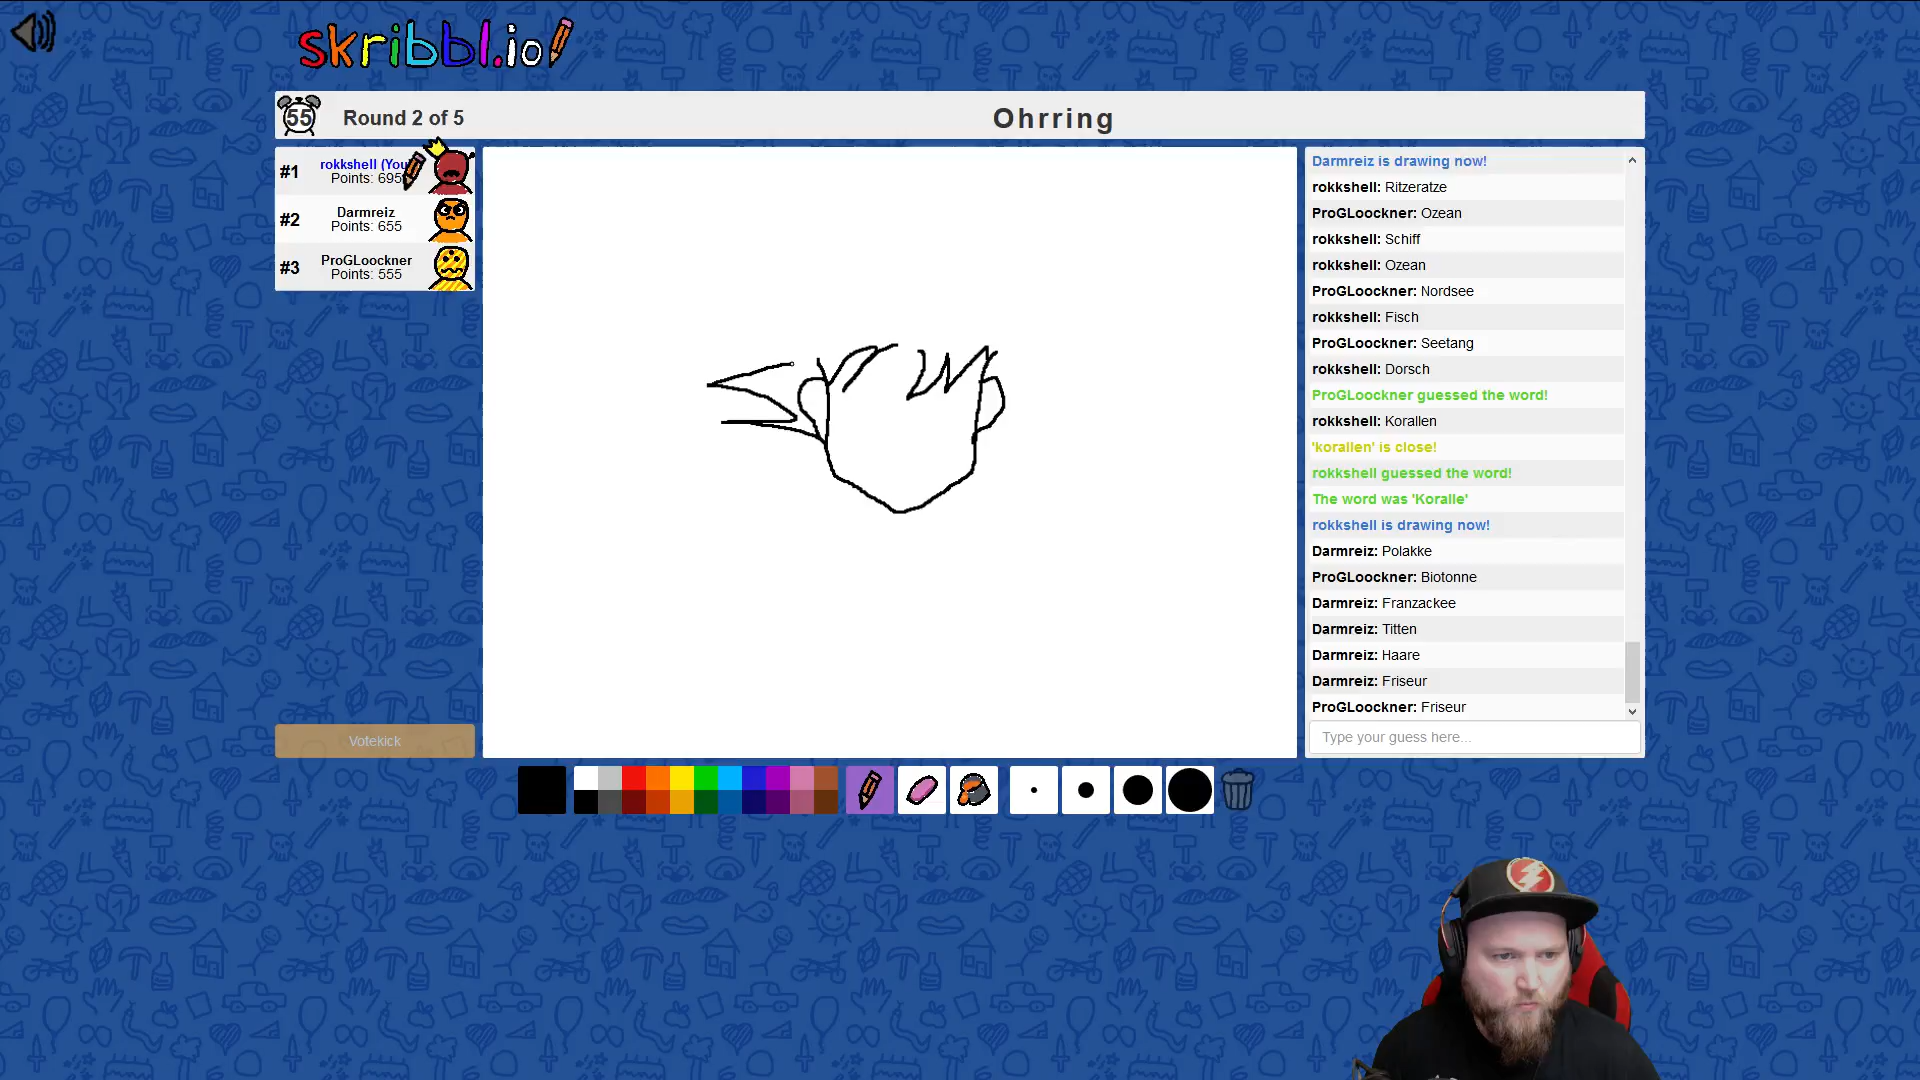 skribbl.io
55
Round 2 of 5
Ohrring
#1
rokkshell (You
Points: 695
#2
Darmreiz
Points: 655
#3
ProGLoockner
Points: 555
Votekick
Darmreiz is drawing now!
rokkshell: Ritzeratze
ProGLoockner: Ozean
rokkshell: Schiff
rokkshell: Ozean
ProGLoockner: Nordsee
rokkshell: Fisch
ProGLoockner: Seetang
rokkshell: Dorsch
ProGLoockner guessed the word!
rokkshell: Korallen
'korallen' is close!
rokkshell guessed the word!
The word was 'Koralle'
rokkshell is drawing now!
Darmreiz: Polakke
ProGLoockner: Biotonne
Darmreiz: Franzackee
Darmreiz: Titten
Darmreiz: Haare
Darmreiz: Friseur
ProGLoockner: Friseur
Type your guess here...